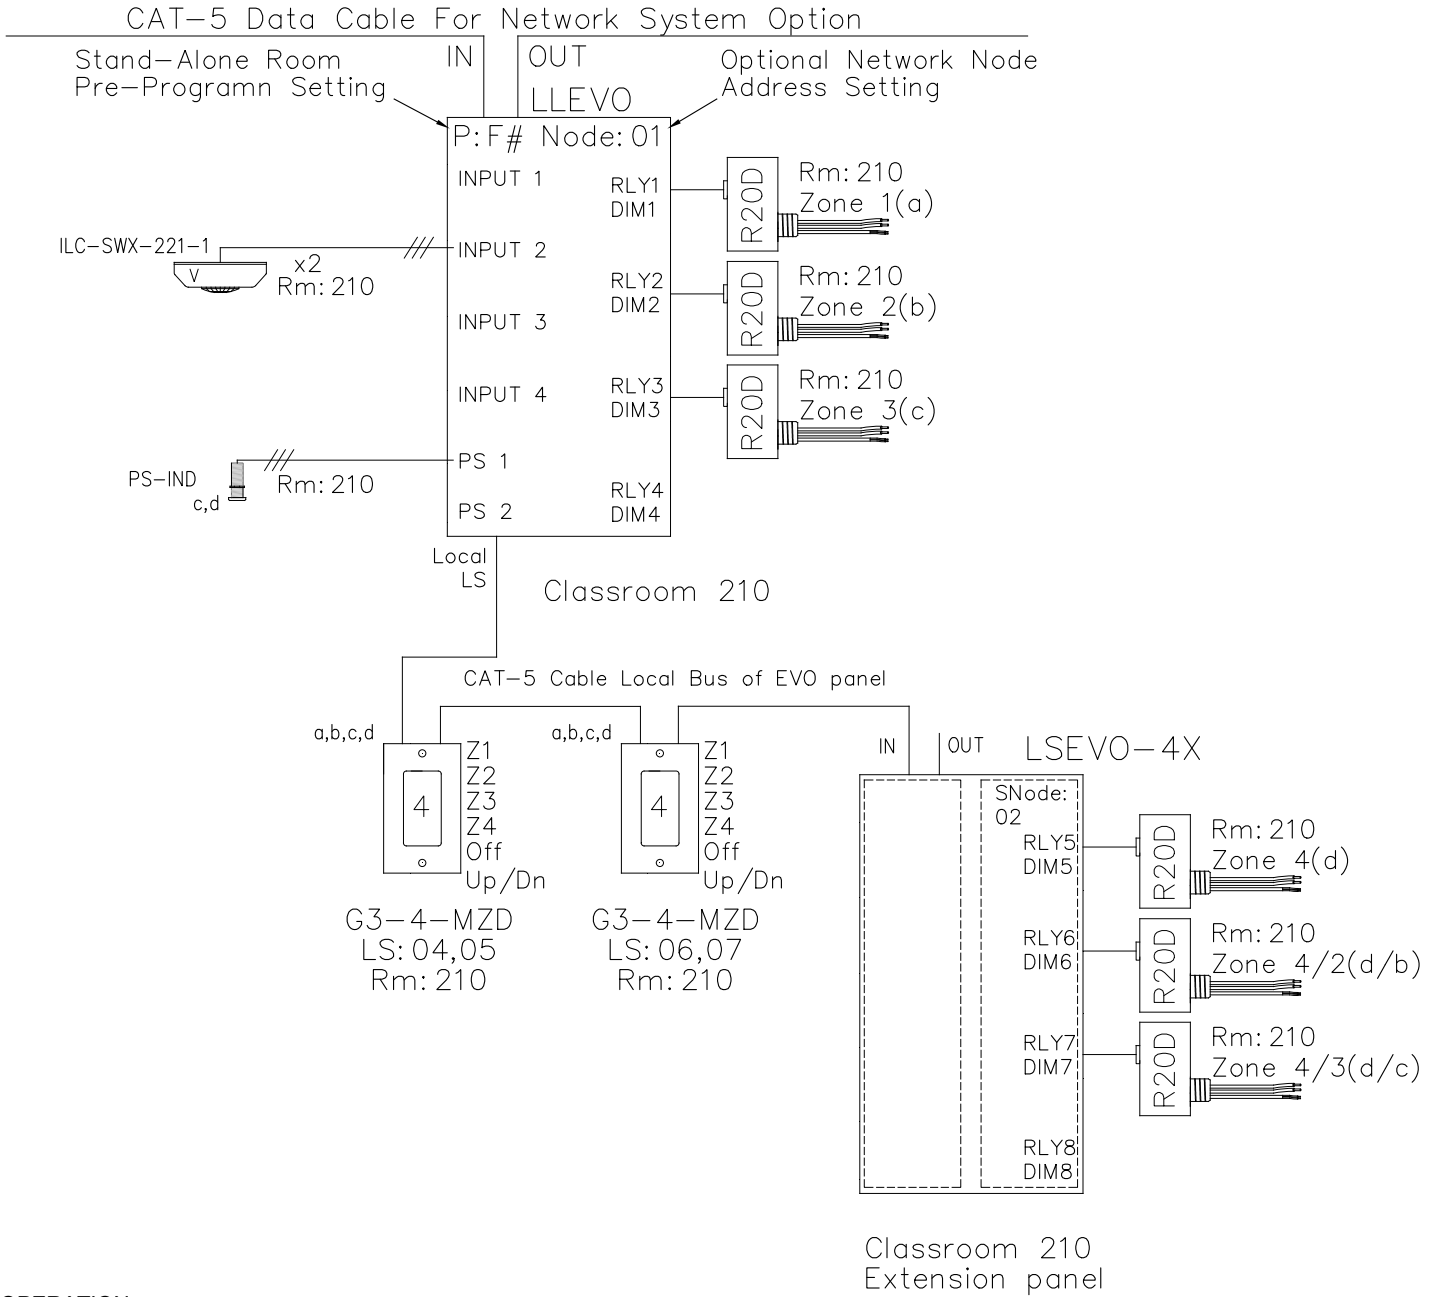 CAT-5 Data Cable For Network System Option
IN
OUT
Stand-Alone Room
Pre-Programn Setting
Optional Network Node
Address Setting
LLEVO
P:F# Node:01
INPUT 1
INPUT 2
INPUT 3
INPUT 4
PS 1
PS 2
RLY1
DIM1
RLY2
DIM2
RLY3
DIM3
RLY4
DIM4
R20D
Rm:210
Zone 1(a)
R20D
Rm:210
Zone 2(b)
R20D
Rm:210
Zone 3(c)
ILC-SWX-221-1
V
x2
Rm:210
PS-IND
c,d
Rm:210
Local
LS
Classroom 210
CAT-5 Cable Local Bus of EVO panel
a,b,c,d
4
Z1
Z2
Z3
Z4
Off
Up/Dn
G3-4-MZD
LS:04,05
Rm:210
a,b,c,d
4
Z1
Z2
Z3
Z4
Off
Up/Dn
G3-4-MZD
LS:06,07
Rm:210
IN
OUT
LSEVO-4X
SNode:
02
RLY5
DIM5
RLY6
DIM6
RLY7
DIM7
RLY8
DIM8
R20D
Rm:210
Zone 4(d)
R20D
Rm:210
Zone 4/2(d/b)
R20D
Rm:210
Zone 4/3(d/c)
Classroom 210
Extension panel